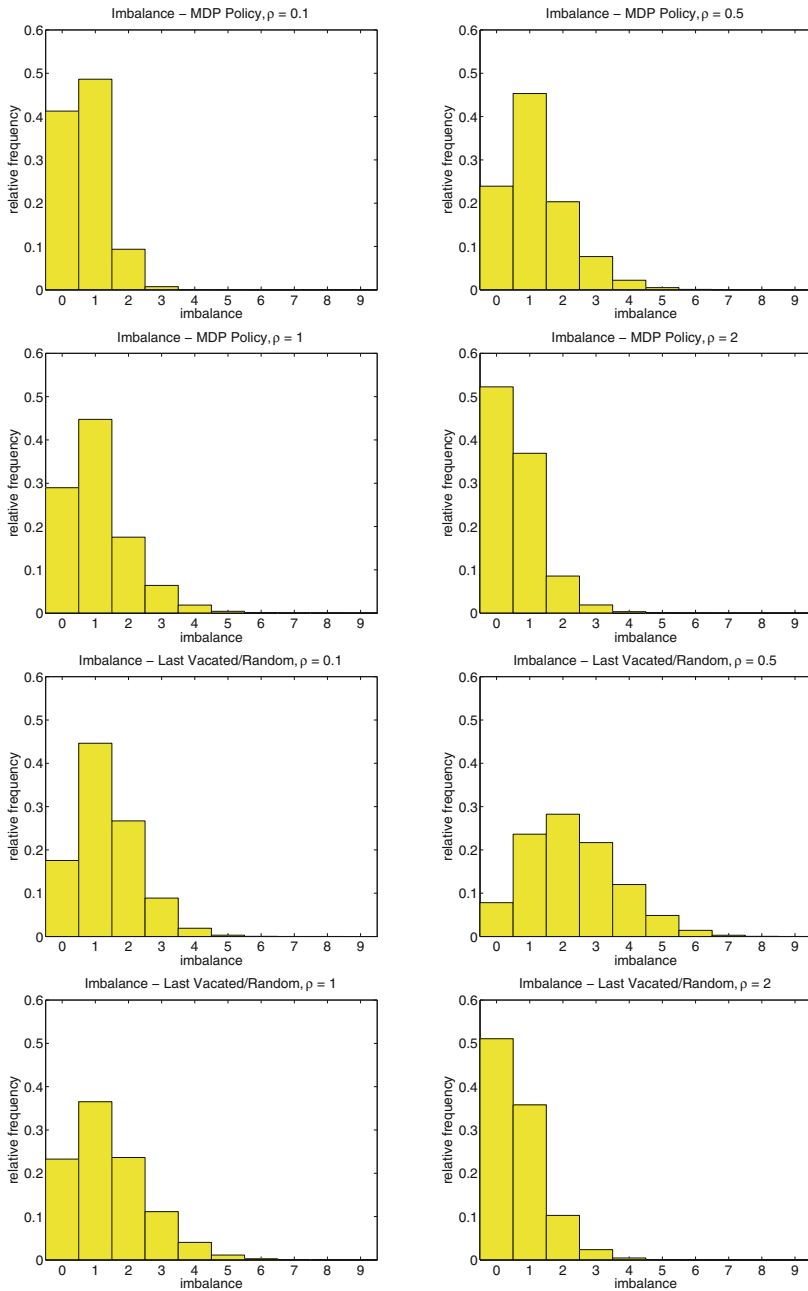 Imbalance – MDP Policy, ρ = 0.1
0.6
0.5
0.4
0.3
0.2
0.1
0
relative frequency
0 1 2 3 4 5 6 7 8 9
imbalance
Imbalance – MDP Policy, ρ = 0.5
0.6
0.5
0.4
0.3
0.2
0.1
0
relative frequency
0 1 2 3 4 5 6 7 8 9
imbalance
Imbalance – MDP Policy, ρ = 1
0.6
0.5
0.4
0.3
0.2
0.1
0
relative frequency
0 1 2 3 4 5 6 7 8 9
imbalance
Imbalance – MDP Policy, ρ = 2
0.6
0.5
0.4
0.3
0.2
0.1
0
relative frequency
0 1 2 3 4 5 6 7 8 9
imbalance
Imbalance – Last Vacated/Random, ρ = 0.1
0.6
0.5
0.4
0.3
0.2
0.1
0
relative frequency
0 1 2 3 4 5 6 7 8 9
imbalance
Imbalance – Last Vacated/Random, ρ = 0.5
0.6
0.5
0.4
0.3
0.2
0.1
0
relative frequency
0 1 2 3 4 5 6 7 8 9
imbalance
Imbalance – Last Vacated/Random, ρ = 1
0.6
0.5
0.4
0.3
0.2
0.1
0
relative frequency
0 1 2 3 4 5 6 7 8 9
imbalance
Imbalance – Last Vacated/Random, ρ = 2
0.6
0.5
0.4
0.3
0.2
0.1
0
relative frequency
0 1 2 3 4 5 6 7 8 9
imbalance